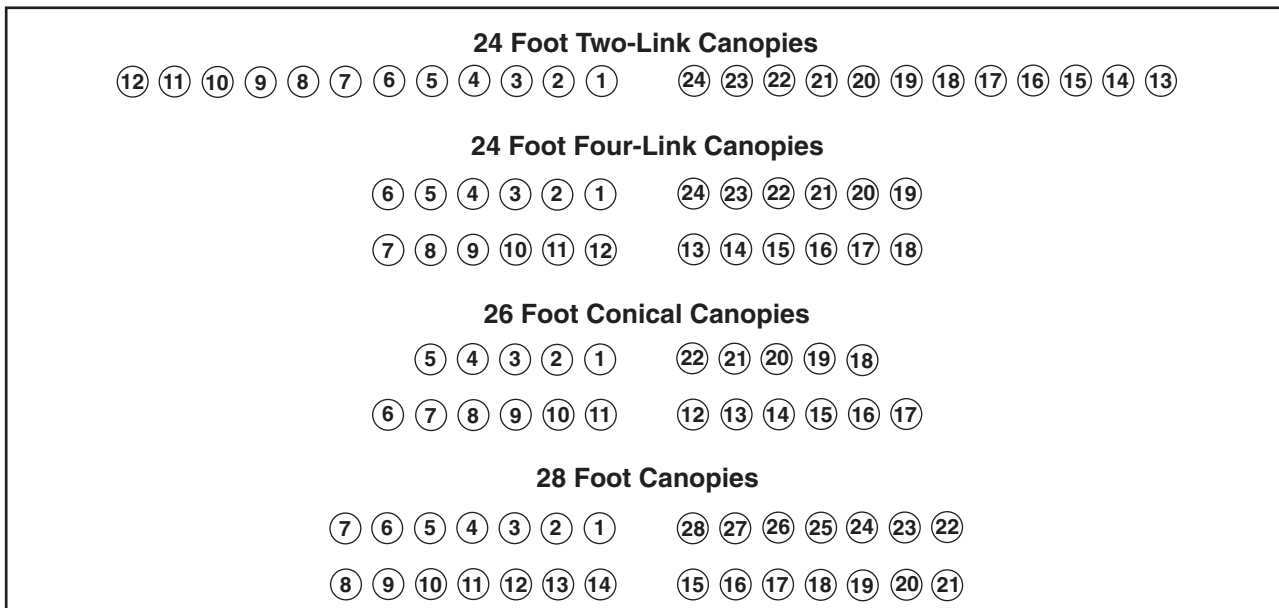 24 Foot Two-Link Canopies
12 11 10 9 8 7 6 5 4 3 2 1 24 23 22 21 20 19 18 17 16 15 14 13
24 Foot Four-Link Canopies
6 5 4 3 2 1 24 23 22 21 20 19
7 8 9 10 11 12 13 14 15 16 17 18
26 Foot Conical Canopies
5 4 3 2 1 22 21 20 19 18
6 7 8 9 10 11 12 13 14 15 16 17
28 Foot Canopies
7 6 5 4 3 2 1 28 27 26 25 24 23 22
8 9 10 11 12 13 14 15 16 17 18 19 20 21